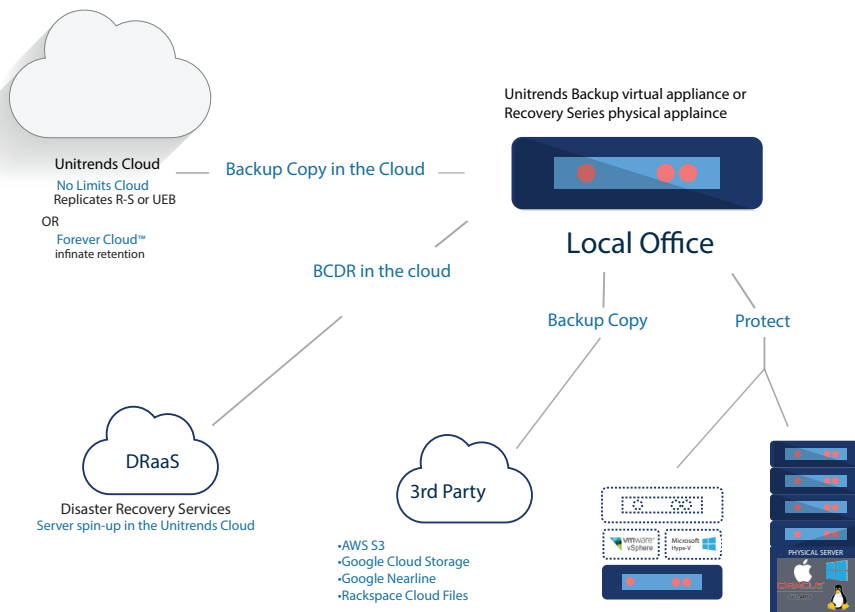 Unitrends Backup virtual appliance or
Recovery Series physical applaince
Unitrends Cloud
No Limits Cloud
Replicates R-S or UEB
OR
Forever Cloud™
infinate retention
Backup Copy in the Cloud
Local Office
BCDR in the cloud
Backup Copy
Protect
DRaaS
Disaster Recovery Services
Server spin-up in the Unitrends Cloud
3rd Party
•AWS S3
•Google Cloud Storage
•Google Nearline
•Rackspace Cloud Files
vmware
vSphere
Microsoft
Hype-V
PHYSICAL SERVER
ORACLE